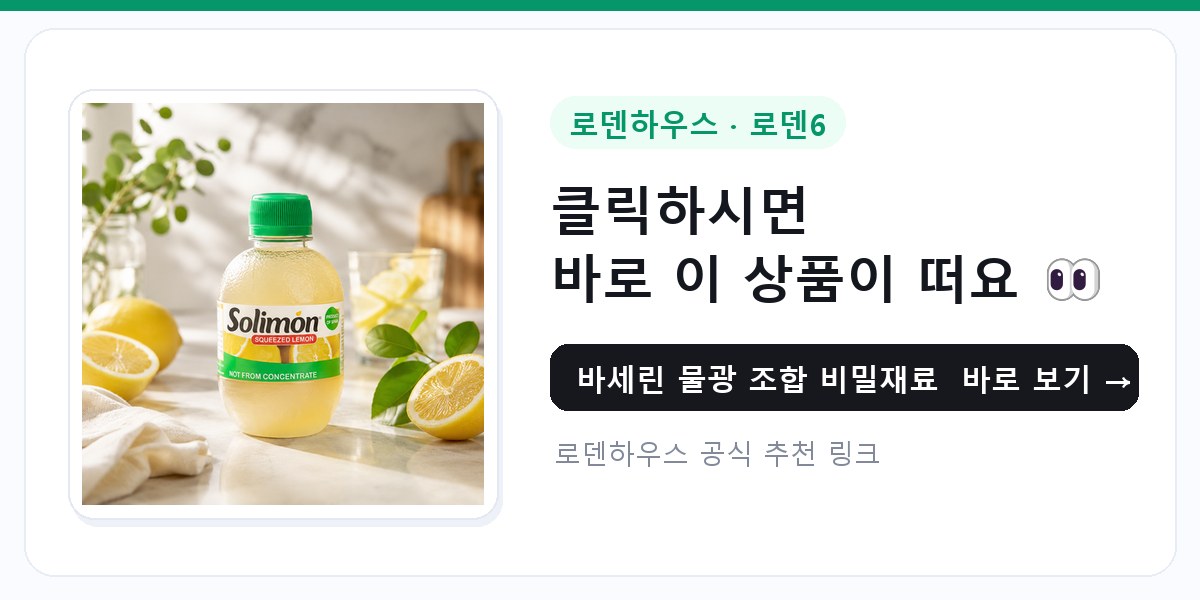 로덴하우스 · 로덴6
클릭하시면
바로 이 상품이 떠요 👀
바세린 물광 조합 비밀재료 바로 보기 →
로덴하우스 공식 추천 링크
Solimón
SQUEEZED LEMON
NOT FROM CONCENTRATE